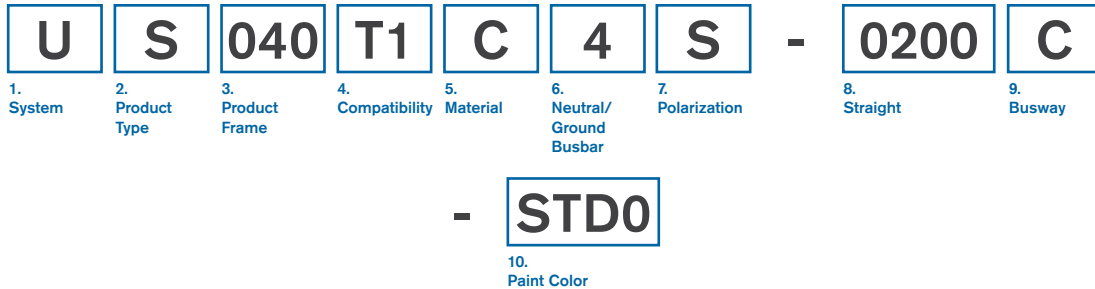 U S 040 T1 C 4 S - 0200 C
1. 2. 3. 4. 5. 6. 7. 8. 9.
System Product Product Compatibility Material Neutral/ Polarization Straight Busway
Type Frame Ground
Busbar
- STD0
10.
Paint Color